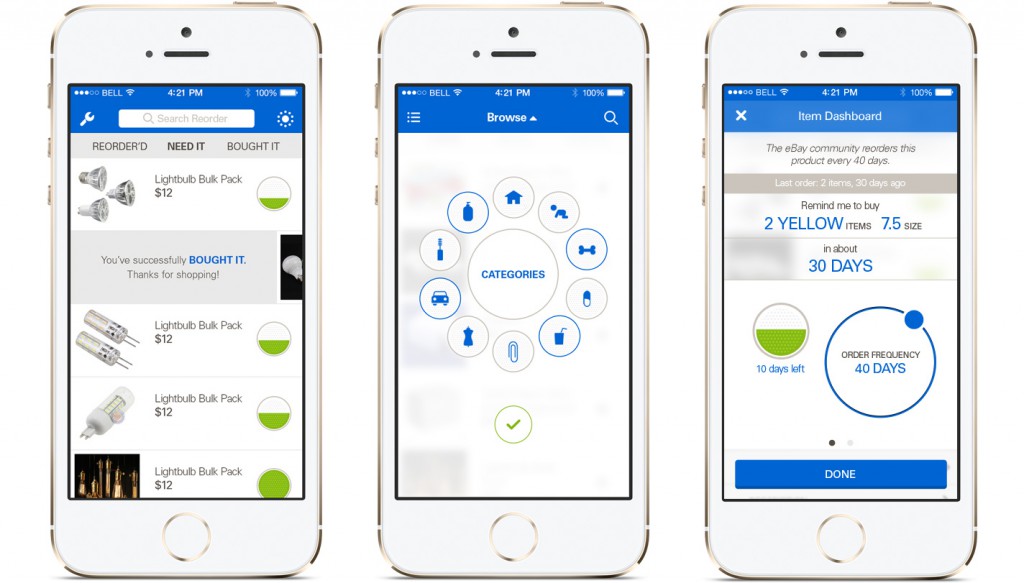 BELL 4:21 PM 100%
Search Reorder
REORDER'D NEED IT BOUGHT IT
Lightbulb Bulk Pack
$12
You've successfully BOUGHT IT.
Thanks for shopping!
Lightbulb Bulk Pack
$12
Lightbulb Bulk Pack
$12
Lightbulb Bulk Pack
$12
BELL 4:21 PM 100%
Browse
CATEGORIES
BELL 4:21 PM 100%
Item Dashboard
The eBay community reorders this
product every 40 days.
Last order: 2 items, 30 days ago
Remind me to buy
2 YELLOW ITEMS 7.5 SIZE
in about
30 DAYS
10 days left
ORDER FREQUENCY
40 DAYS
DONE